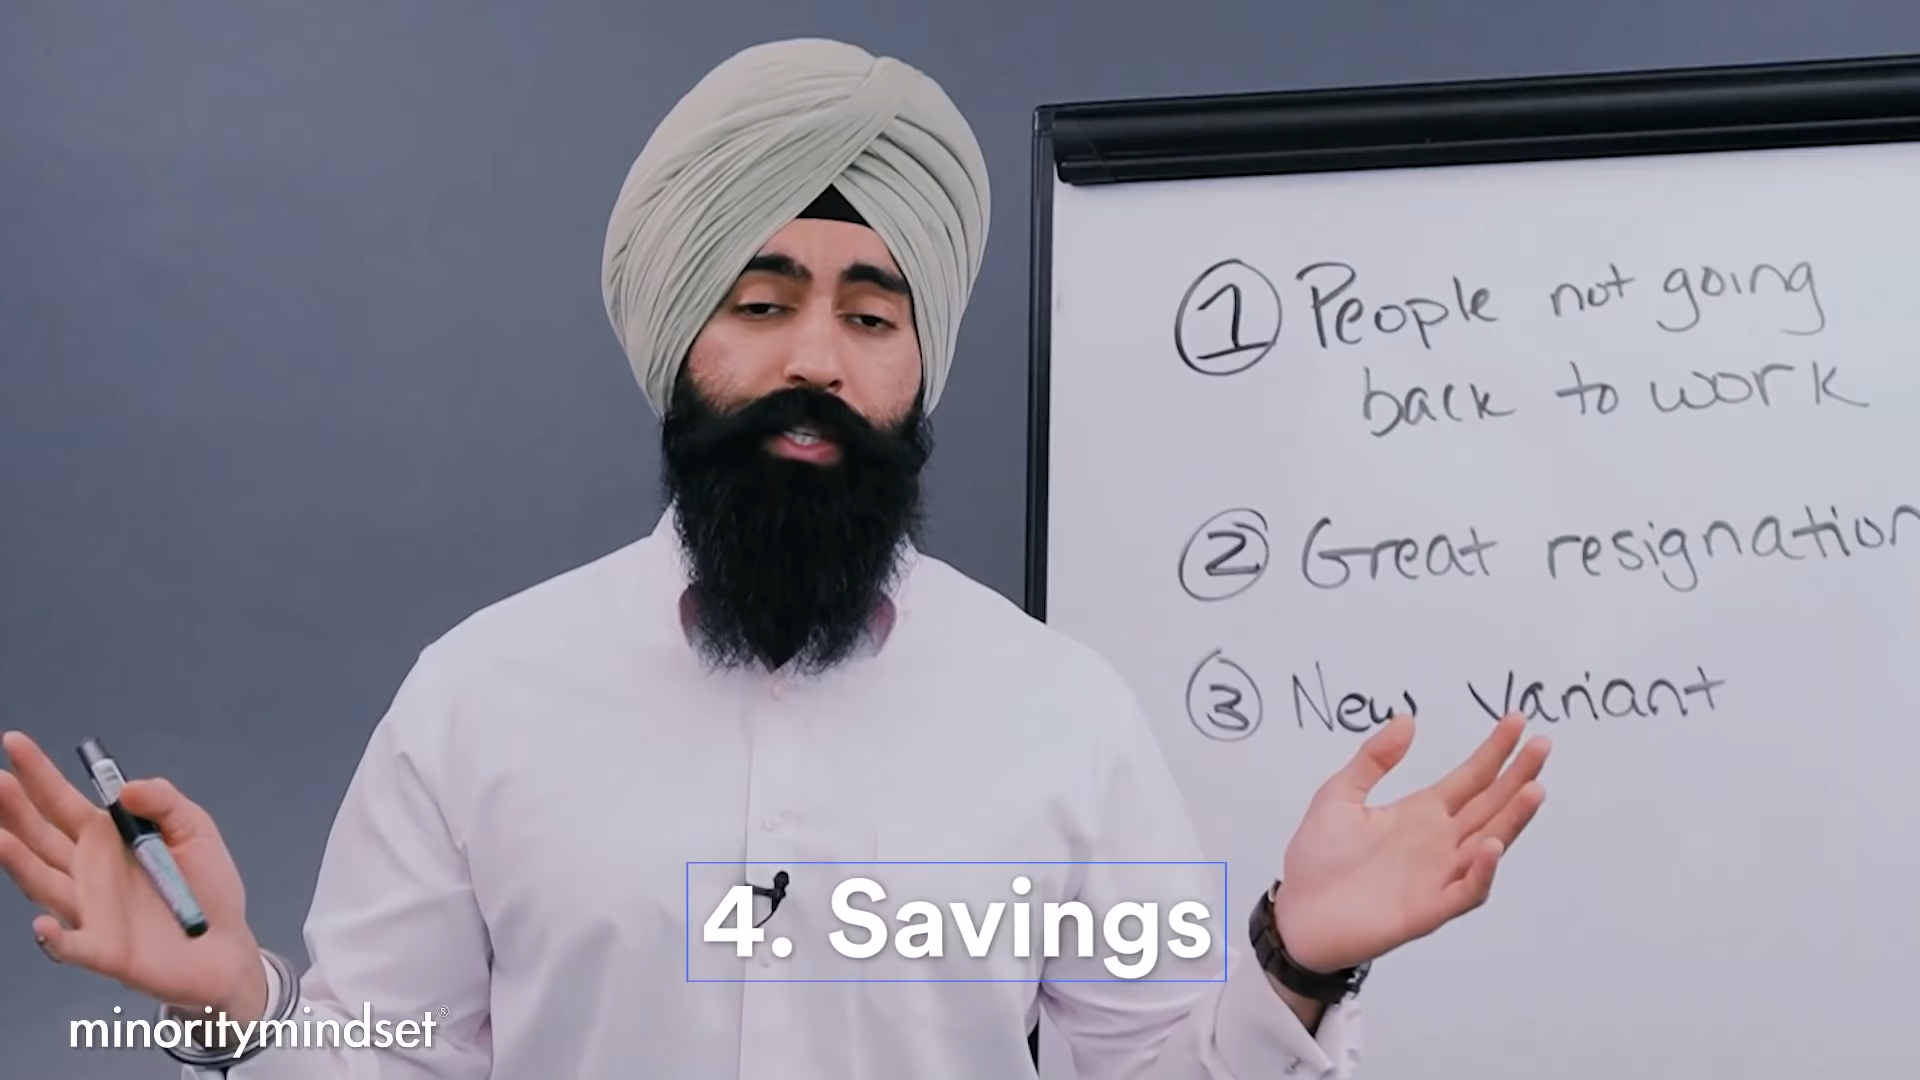 ① People not going
back to work
② Great resignation
③ New variant
4. Savings
minoritymindset®